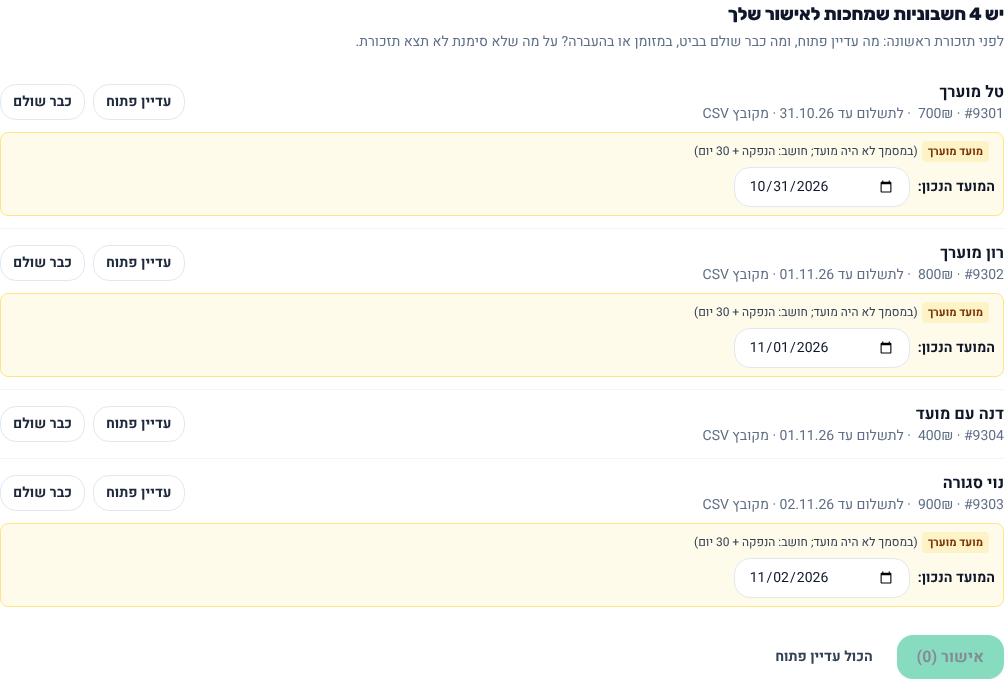 יש 4 חשבוניות שמחכות לאישור שלך
לפני תזכורת ראשונה: מה עדיין פתוח, ומה כבר שולם בביט, במזומן או בהעברה? על מה שלא סימנת לא תצא תזכורת.
טל מוערך
#9301 · ₪700 · לתשלום עד 31.10.26 · מקובץ CSV
עדיין פתוח
כבר שולם
מועד מוערך (במסמך לא היה מועד; חושב: הנפקה + 30 יום)
המועד הנכון: 10/31/2026
רון מוערך
#9302 · ₪800 · לתשלום עד 01.11.26 · מקובץ CSV
עדיין פתוח
כבר שולם
מועד מוערך (במסמך לא היה מועד; חושב: הנפקה + 30 יום)
המועד הנכון: 11/01/2026
דנה עם מועד
#9304 · ₪400 · לתשלום עד 01.11.26 · מקובץ CSV
עדיין פתוח
כבר שולם
נוי סגורה
#9303 · ₪900 · לתשלום עד 02.11.26 · מקובץ CSV
עדיין פתוח
כבר שולם
מועד מוערך (במסמך לא היה מועד; חושב: הנפקה + 30 יום)
המועד הנכון: 11/02/2026
אישור (0)
הכול עדיין פתוח